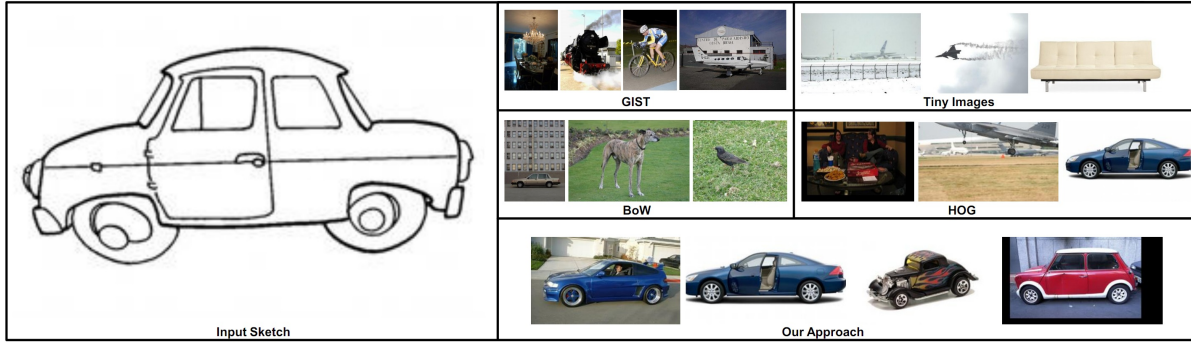 GIST
Tiny Images
BoW
HOG
Input Sketch
Our Approach